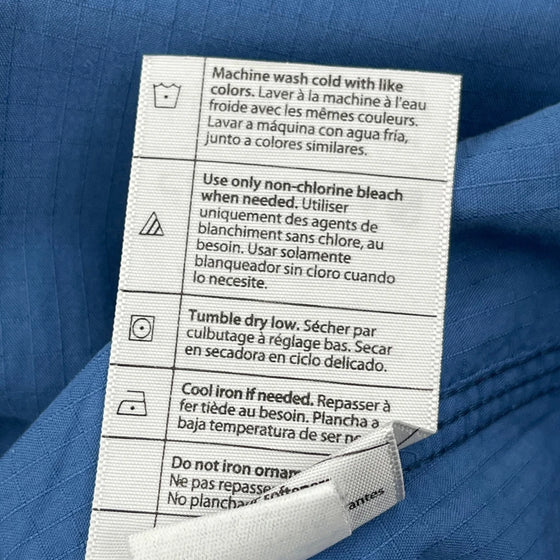 Machine wash cold with like
colors. Laver à la machine à l'eau
froide avec les mêmes couleurs.
Lavar a máquina con agua fría,
junto a colores similares.
Use only non-chlorine bleach
when needed. Utiliser
uniquement des agents de
blanchiment sans chlore, au
besoin. Usar solamente
blanqueador sin cloro cuando
lo necesite.
Tumble dry low. Sécher par
culbutage à réglage bas. Secar
en secadora en ciclo delicado.
Cool iron if needed. Repasser à
fer tiède au besoin. Plancha a
baja temperatura de ser
Do not iron
Ne pas
No